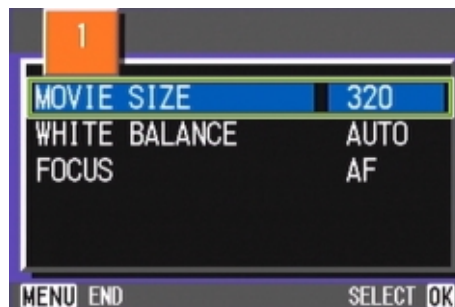 1
MOVIE SIZE 320
WHITE BALANCE AUTO
FOCUS AF
MENU END SELECT OK